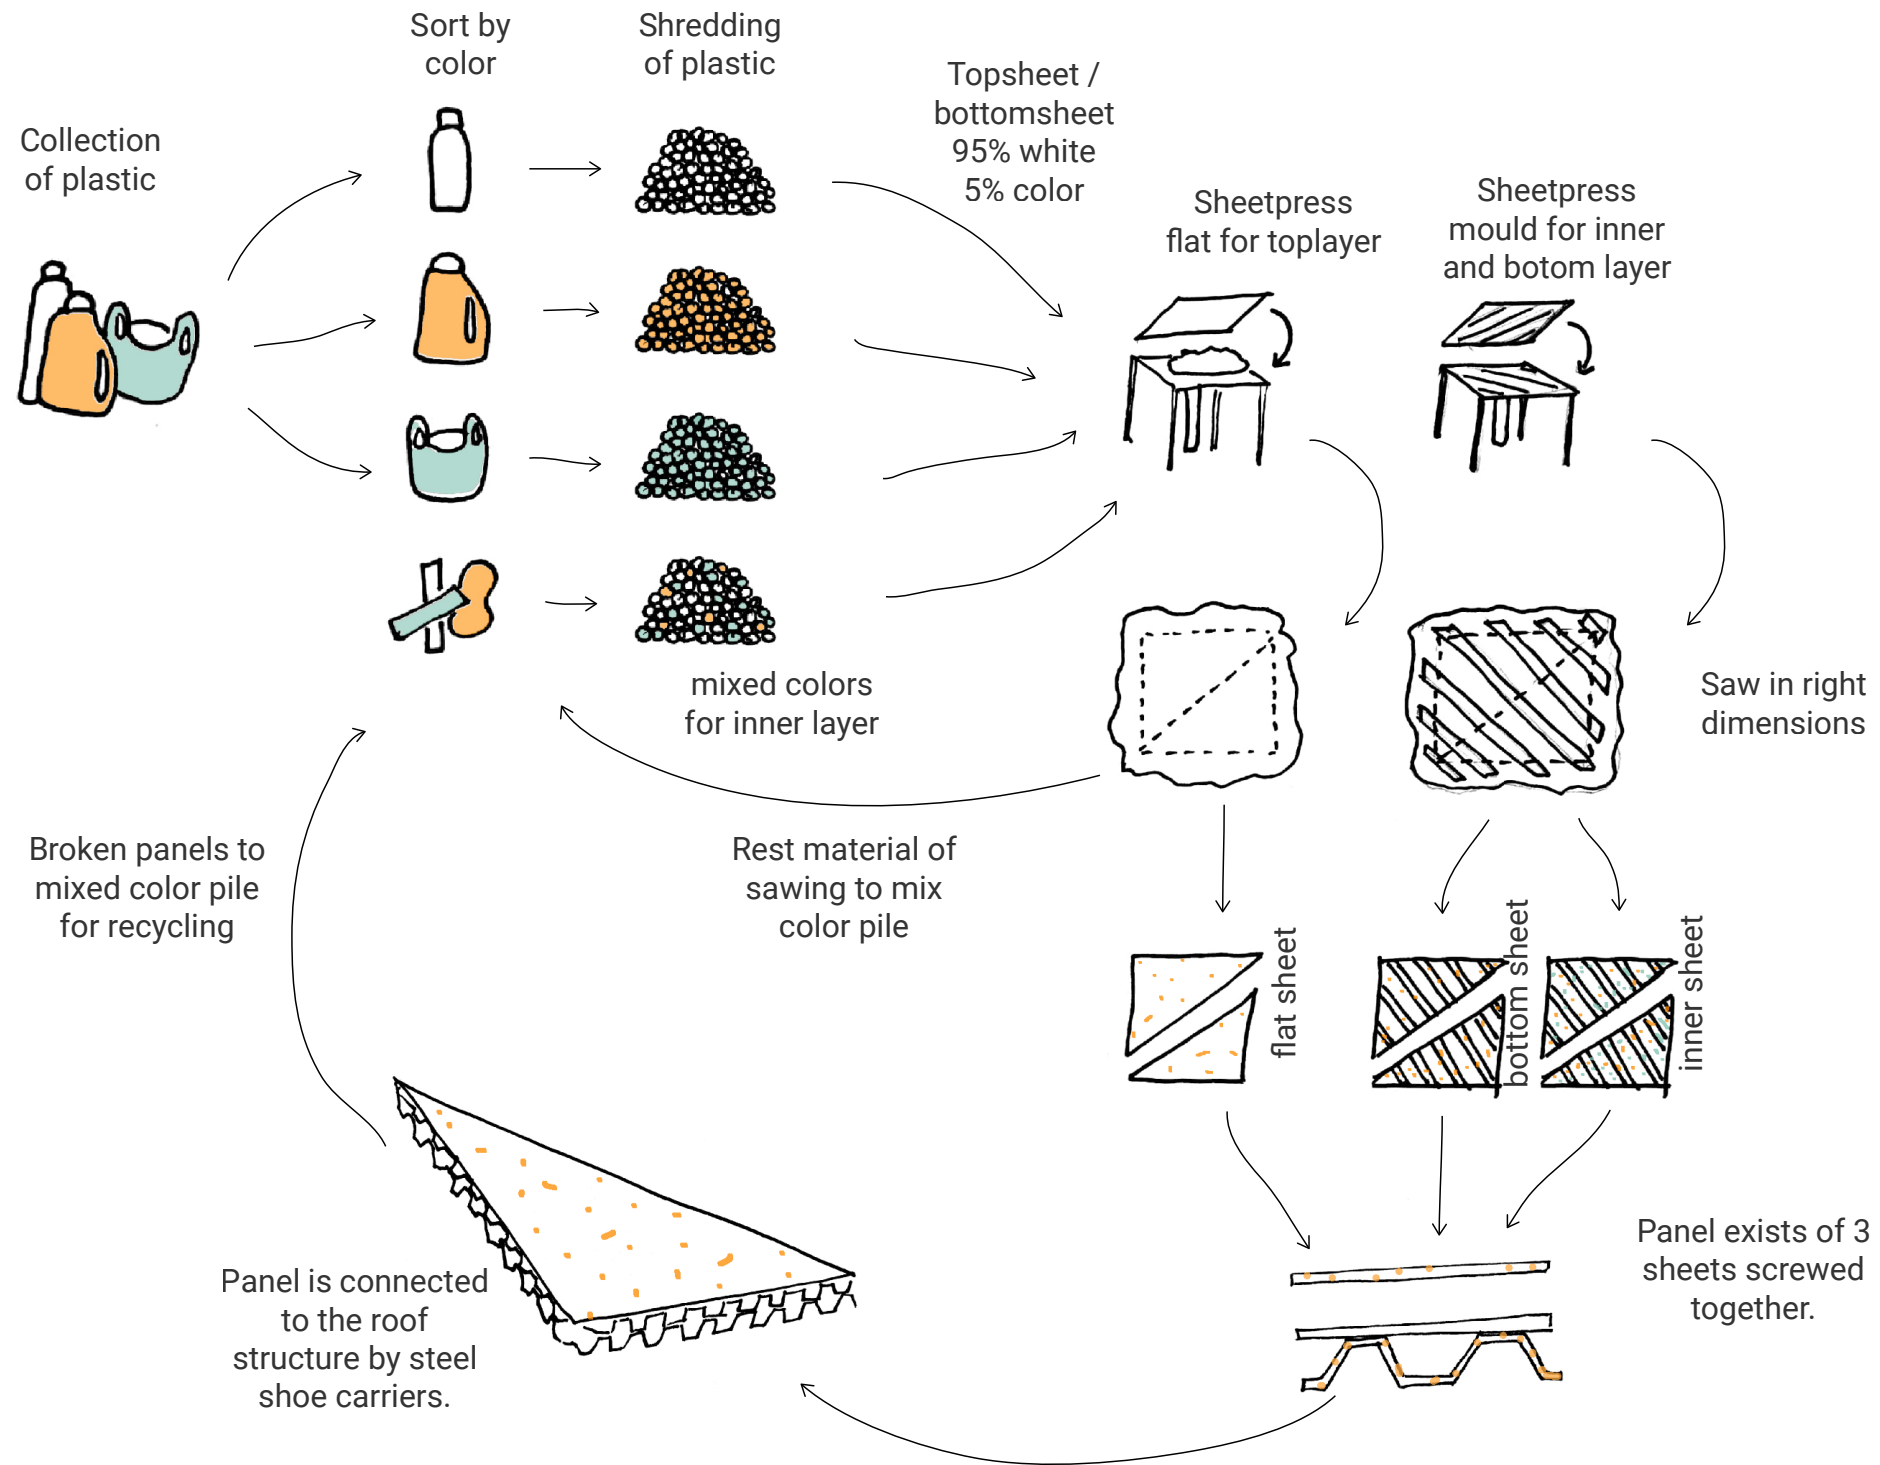 Sort by
color
Shredding
of plastic
Topsheet /
bottomsheet
95% white
5% color
Collection
of plastic
Sheetpress
flat for toplayer
Sheetpress
mould for inner
and botom layer
mixed colors
for inner layer
Saw in right
dimensions
Broken panels to
mixed color pile
for recycling
Rest material of
sawing to mix
color pile
flat sheet
bottom sheet
inner sheet
Panel is connected
to the roof
structure by steel
shoe carriers.
Panel exists of 3
sheets screwed
together.